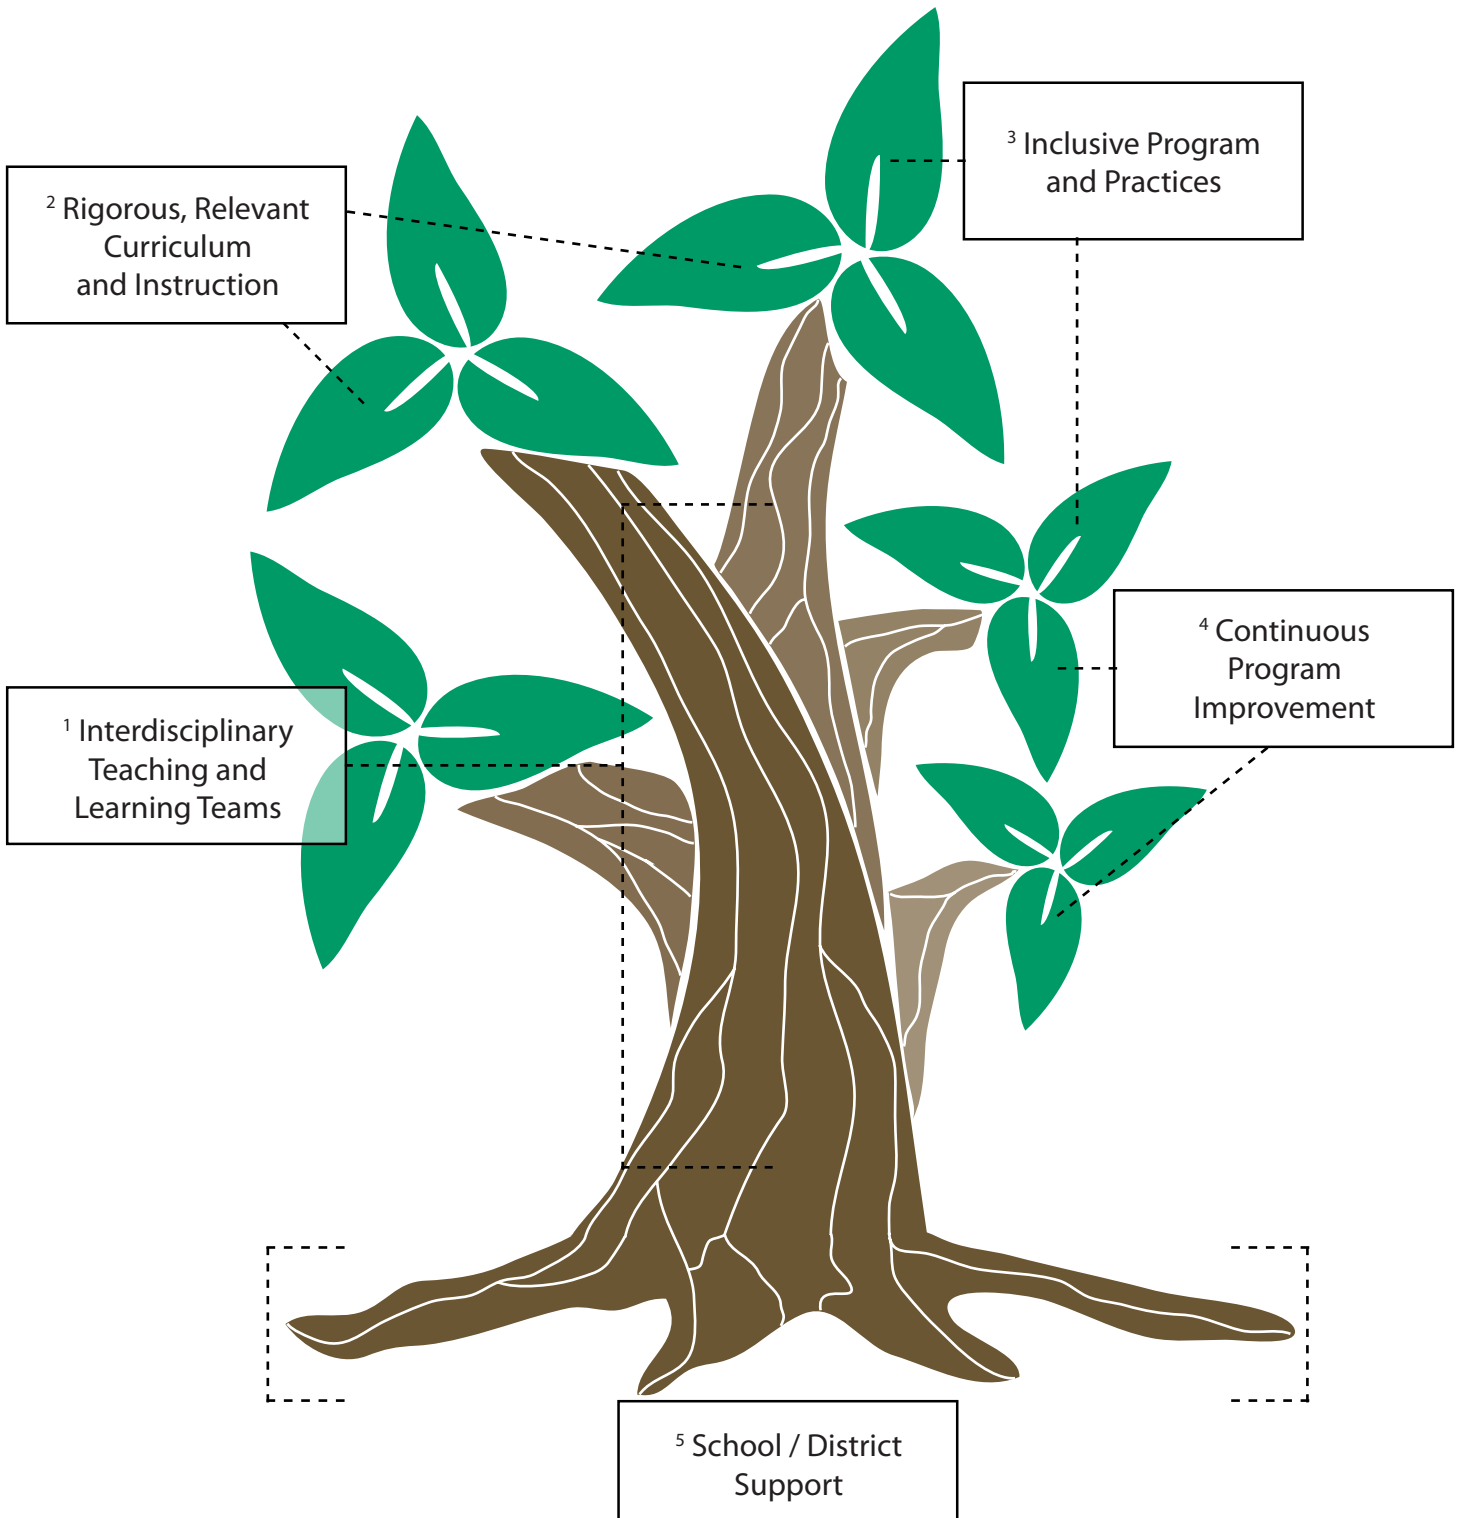 ³ Inclusive Program
and Practices
² Rigorous, Relevant
Curriculum
and Instruction
⁴ Continuous
Program
Improvement
¹ Interdisciplinary
Teaching and
Learning Teams
⁵ School / District
Support